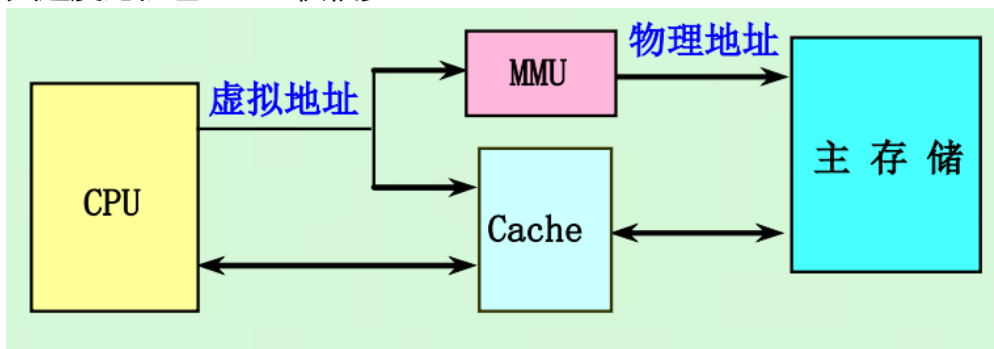 物理地址
MMU
虚拟地址
主 存 储
CPU
Cache